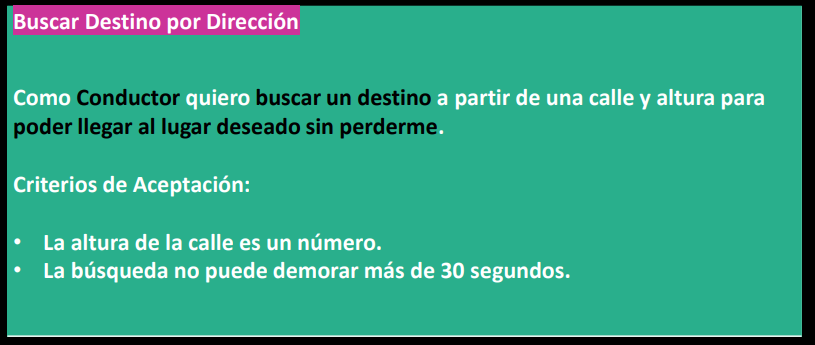 Buscar Destino por Dirección
Como Conductor quiero buscar un destino a partir de una calle y altura para
poder llegar al lugar deseado sin perderme.
Criterios de Aceptación:
• La altura de la calle es un número.
• La búsqueda no puede demorar más de 30 segundos.